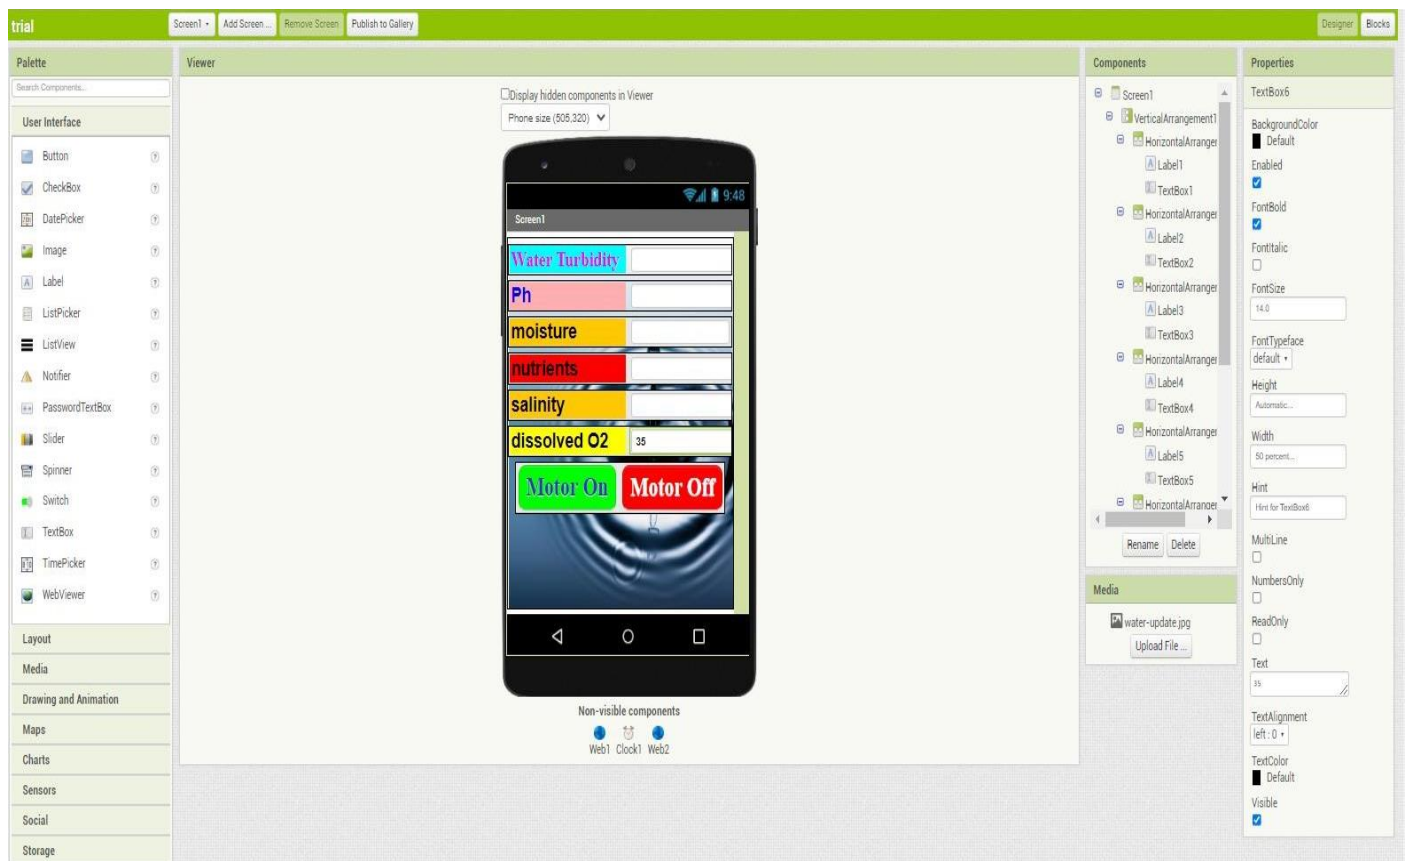 trial
Screen1
Add Screen ...
Remove Screen
Publish to Gallery
Designer
Blocks
Palette
Search Components...
User Interface
Button
CheckBox
DatePicker
Image
Label
ListPicker
ListView
Notifier
PasswordTextBox
Slider
Spinner
Switch
TextBox
TimePicker
WebViewer
Layout
Media
Drawing and Animation
Maps
Charts
Sensors
Social
Storage
Viewer
Display hidden components in Viewer
Phone size (505,320)
9:48
Screen1
Water Turbidity
Ph
moisture
nutrients
salinity
dissolved O2 35
Motor On Motor Off
Non-visible components
Web1 Clock1 Web2
Components
Screen1
VerticalArrangement1
HorizontalArranger
Label1
TextBox1
HorizontalArranger
Label2
TextBox2
HorizontalArranger
Label3
TextBox3
HorizontalArranger
Label4
TextBox4
HorizontalArranger
Label5
TextBox5
HorizontalArranger
Rename Delete
Media
water-update.jpg
Upload File ...
Properties
TextBox6
BackgroundColor
Default
Enabled
FontBold
FontItalic
FontSize
14.0
FontTypeface
default
Height
Automatic...
Width
50 percent...
Hint
Hint for TextBox6
MultiLine
NumbersOnly
ReadOnly
Text
35
TextAlignment
left : 0
TextColor
Default
Visible